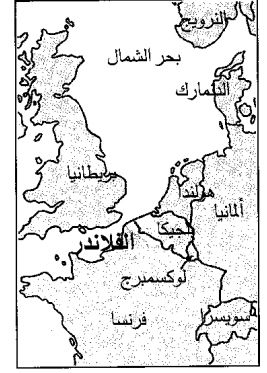 النرويج
بحر الشمال
الدنمارك
بريطانيا
هولندا
ألمانيا
بلجيكا
الفلاندر
لوكسمبرج
فرنسا
سويسرا